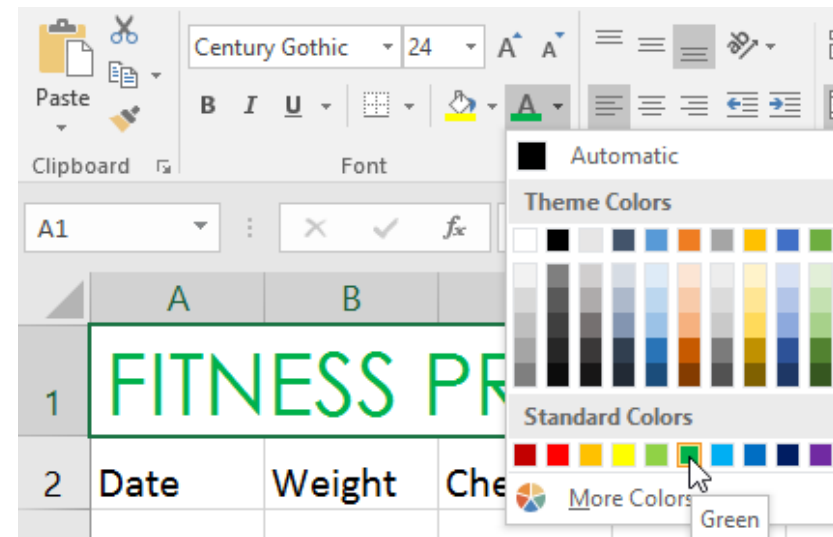 Century Gothic 24 A A
Paste B I U A
Clipboard Font
Automatic
Theme Colors
A1 fx
A B
1 FITNESS PR
Standard Colors
2 Date Weight Che
More Colors
Green